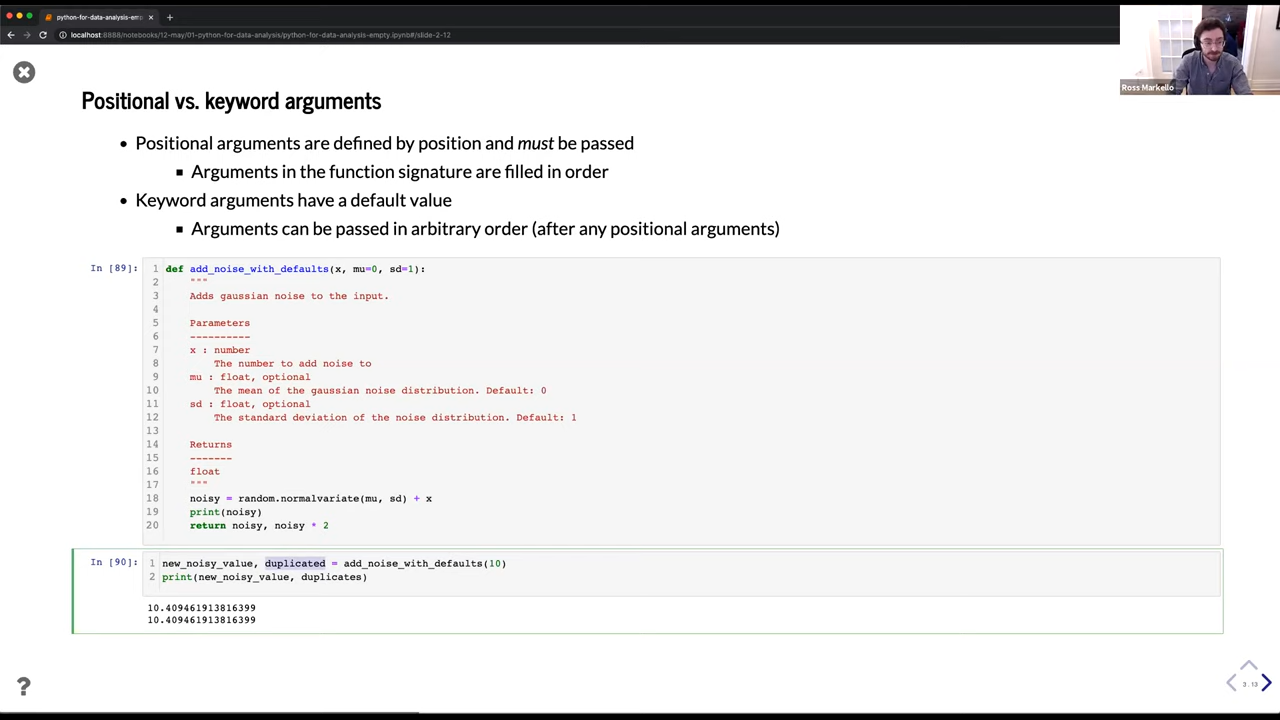 python-for-data-analysis-emp
localhost:8888/notebooks/12-may/01-python-for-data-analysis/python-for-data-analysis-empty.ipynb#/slide-2-12
Ross Markello
Positional vs. keyword arguments
Positional arguments are defined by position and must be passed
Arguments in the function signature are filled in order
Keyword arguments have a default value
Arguments can be passed in arbitrary order (after any positional arguments)
In [89]:
1 def add_noise_with_defaults(x, mu=0, sd=1):
2 """
3 Adds gaussian noise to the input.
4
5 Parameters
6 ----------
7 x : number
8 The number to add noise to
9 mu : float, optional
10 The mean of the gaussian noise distribution. Default: 0
11 sd : float, optional
12 The standard deviation of the noise distribution. Default: 1
13
14 Returns
15 -------
16 float
17 """
18 noisy = random.normalvariate(mu, sd) + x
19 print(noisy)
20 return noisy, noisy * 2
In [90]:
1 new_noisy_value, duplicated = add_noise_with_defaults(10)
2 print(new_noisy_value, duplicates)
10.409461913816399
10.409461913816399
?
3.13